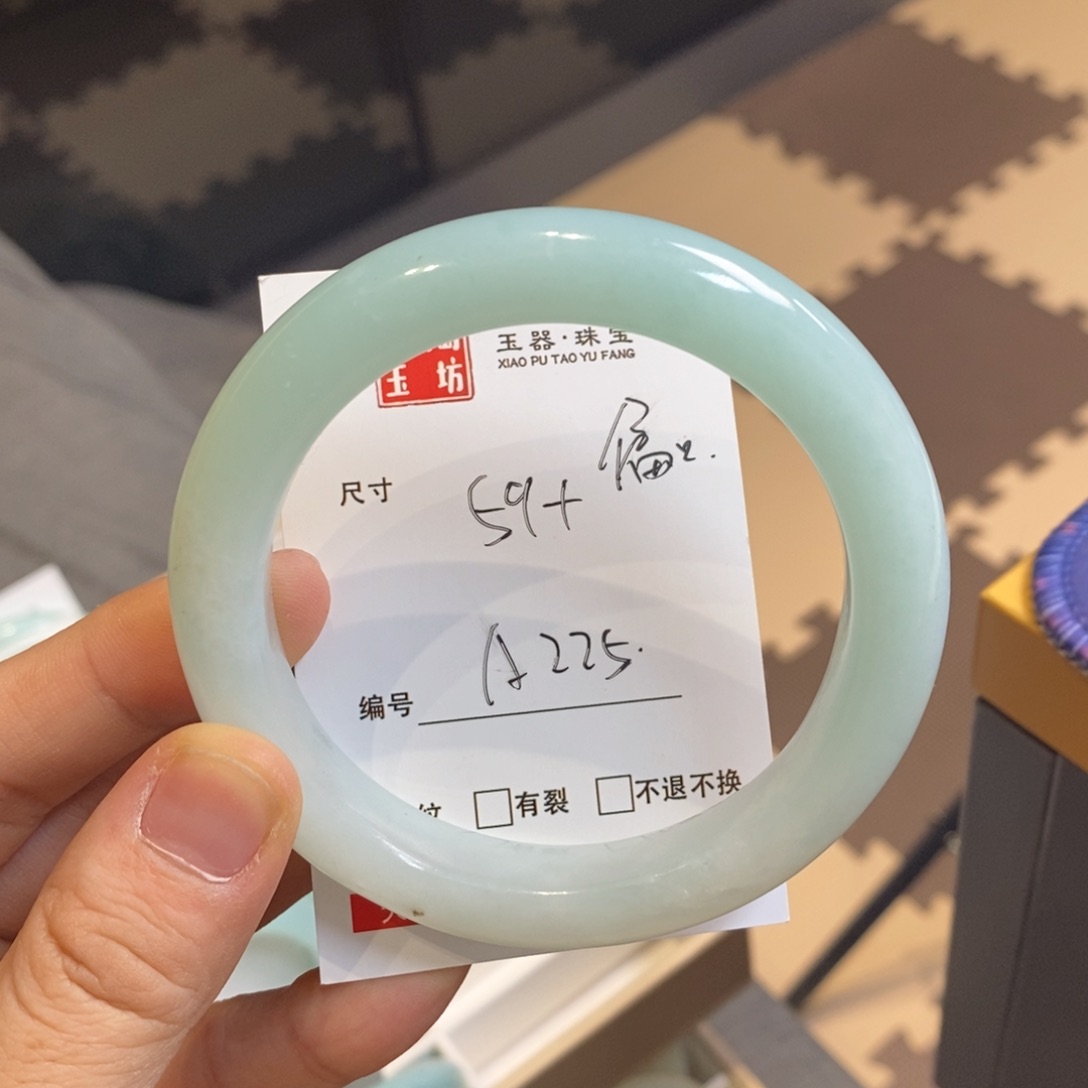 玉器·珠宝
XIAO PU TAO YU FANG
玉坊
尺寸 59+
编号 A225.
有裂 不退不换